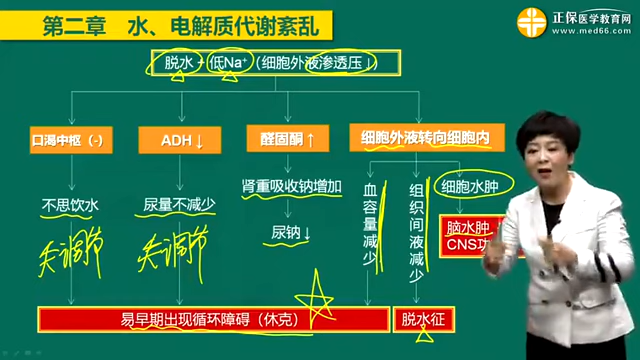 第二章 水、电解质代谢紊乱
正保医学教育网
www.med66.com
脱水+低Na⁺（细胞外液渗透压↓）
口渴中枢（-）
ADH↓
醛固酮↑
细胞外液转向细胞内
不思饮水
尿量不减少
肾重吸收钠增加
尿钠↓
血容量减少
组织间液减少
细胞水肿
脑水肿
CNS功
失调节
失调节
易早期出现循环障碍（休克）
脱水征